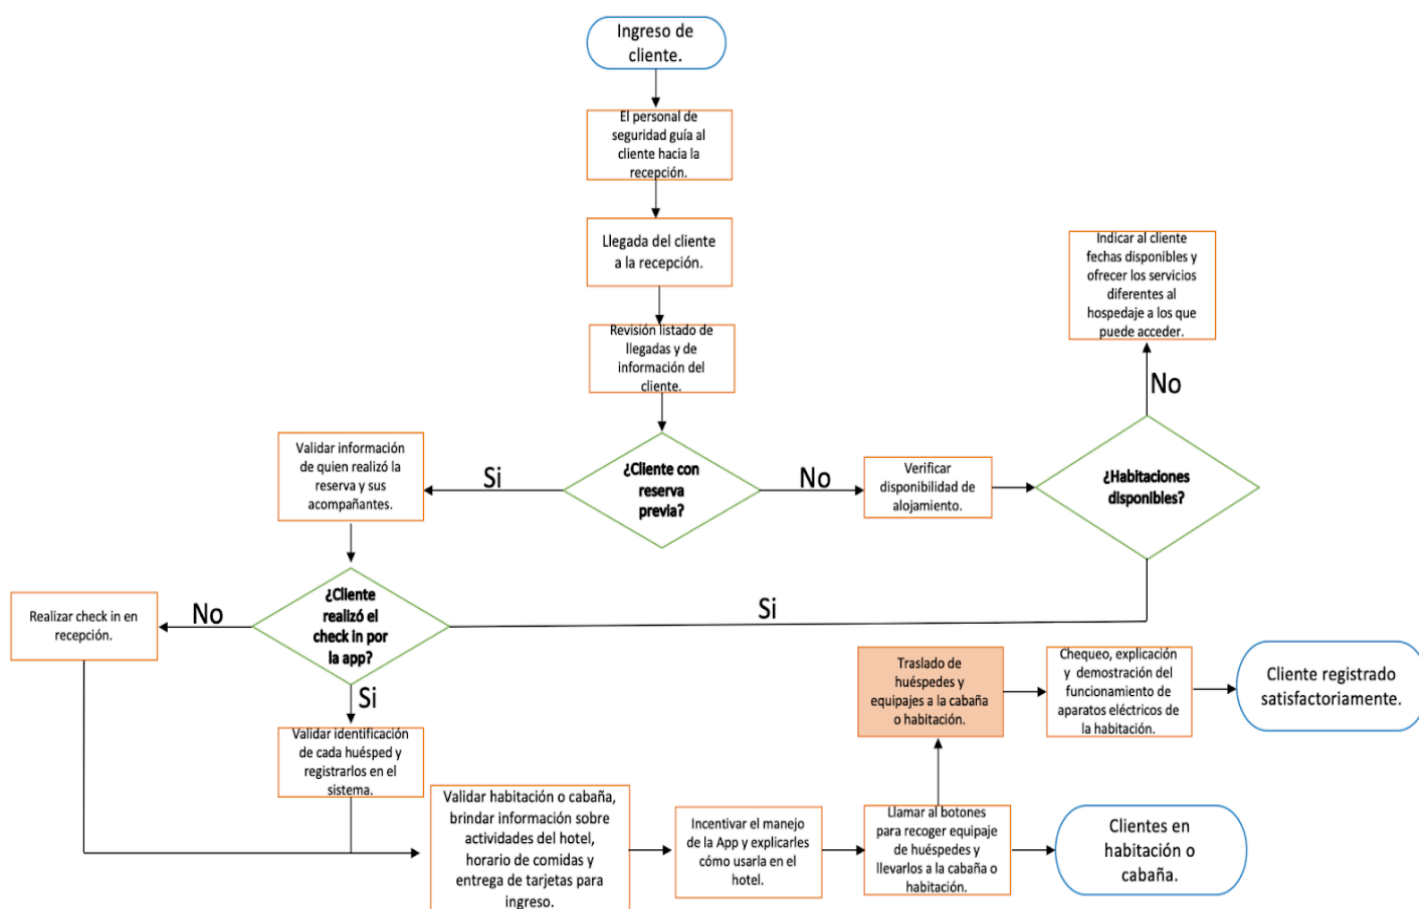 Ingreso de
cliente.
El personal de
seguridad guía al
cliente hacia la
recepción.
Llegada del cliente
a la recepción.
Revisión listado de
llegadas y de
información del
cliente.
Indicar al cliente
fechas disponibles y
ofrecer los servicios
diferentes al
hospedaje a los que
puede acceder.
No
Validar información
de quien realizó la
reserva y sus
acompañantes.
Si
¿Cliente con
reserva
previa?
No
Verificar
disponibilidad de
alojamiento.
¿Habitaciones
disponibles?
Realizar check in en
recepción.
No
¿Cliente
realizó el
check in por
la app?
Si
Si
Validar identificación
de cada huésped y
registrarlos en el
sistema.
Traslado de
huéspedes y
equipajes a la cabaña
o habitación.
Chequeo, explicación
y demostración del
funcionamiento de
aparatos eléctricos de
la habitación.
Cliente registrado
satisfactoriamente.
Validar habitación o cabaña,
brindar información sobre
actividades del hotel,
horario de comidas y
entrega de tarjetas para
ingreso.
Incentivar el manejo
de la App y explicarles
cómo usarla en el
hotel.
Llamar al botones
para recoger equipaje
de huéspedes y
llevarlos a la cabaña o
habitación.
Clientes en
habitación o
cabaña.